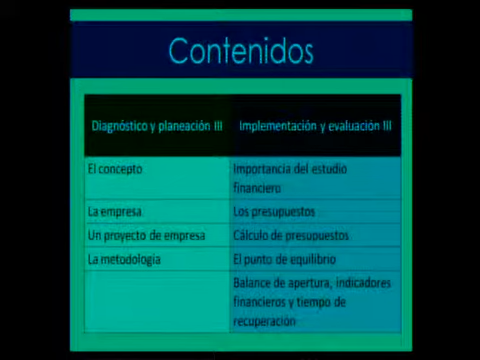 Contenidos
Diagnóstico y planeación III
Implementación y evaluación III
El concepto
Importancia del estudio
financiero
La empresa
Los presupuestos
Un proyecto de empresa
Cálculo de presupuestos
La metodología
El punto de equilibrio
Balance de apertura, indicadores
financieros y tiempo de
recuperación